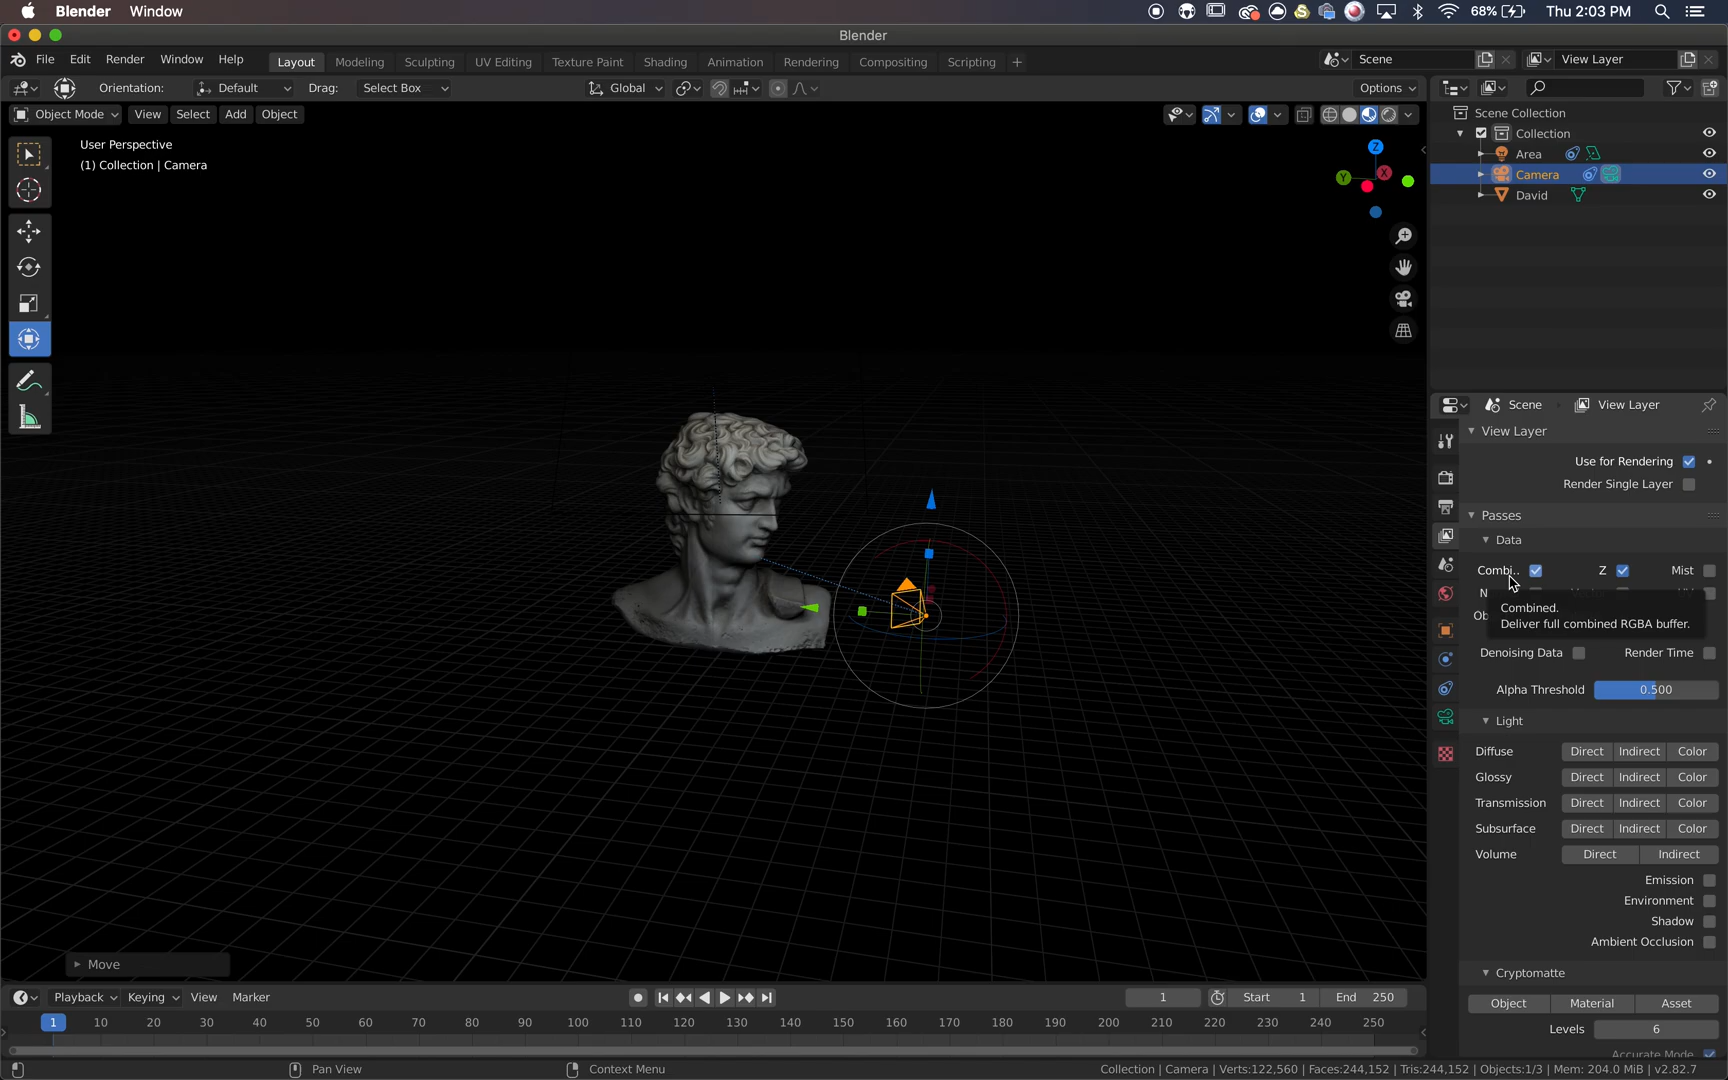 Blender Window 68% Thu 2:03 PM
Blender
File Edit Render Window Help Layout Modeling Sculpting UV Editing Texture Paint Shading Animation Rendering Compositing Scripting + Scene View Layer
Orientation: Default Drag: Select Box Global Options
Object Mode View Select Add Object
User Perspective
(1) Collection | Camera
Z
Y
X
Scene Collection
Collection
Area
Camera
David
Scene View Layer
View Layer
Use for Rendering
Render Single Layer
Passes
Data
Combi.. Z Mist
N
Combined.
Ob
Deliver full combined RGBA buffer.
Denoising Data Render Time
Alpha Threshold 0.500
Light
Diffuse Direct Indirect Color
Glossy Direct Indirect Color
Transmission Direct Indirect Color
Subsurface Direct Indirect Color
Volume Direct Indirect
Emission
Environment
Shadow
Ambient Occlusion
Cryptomatte
Object Material Asset
Levels 6
Accurate Mode
Move
Playback Keying View Marker 1 Start 1 End 250
1 10 20 30 40 50 60 70 80 90 100 110 120 130 140 150 160 170 180 190 200 210 220 230 240 250
Pan View Context Menu Collection | Camera | Verts:122,560 | Faces:244,152 | Tris:244,152 | Objects:1/3 | Mem: 204.0 MiB | v2.82.7